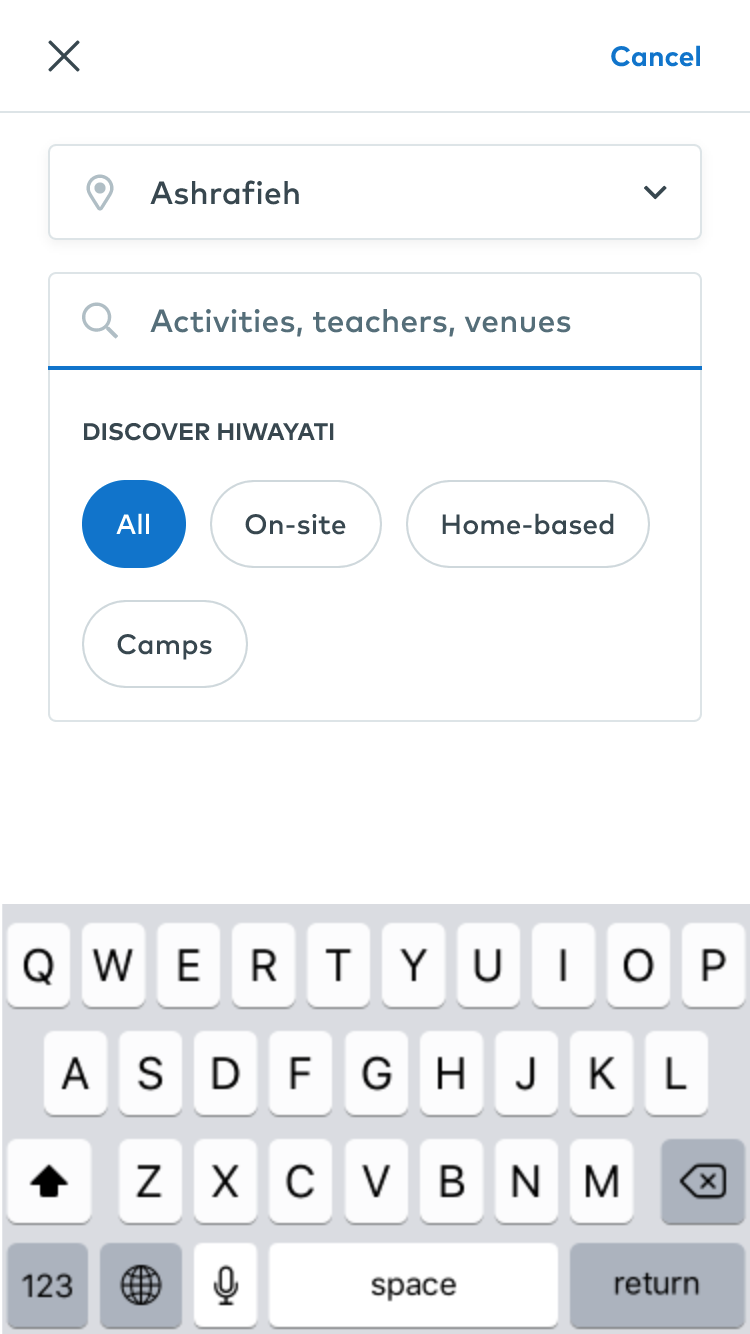 Cancel
Ashrafieh
Activities, teachers, venues
DISCOVER HIWAYATI
All On-site Home-based
Camps
Q W E R T Y U I O P
A S D F G H J K L
Z X C V B N M
123 space return